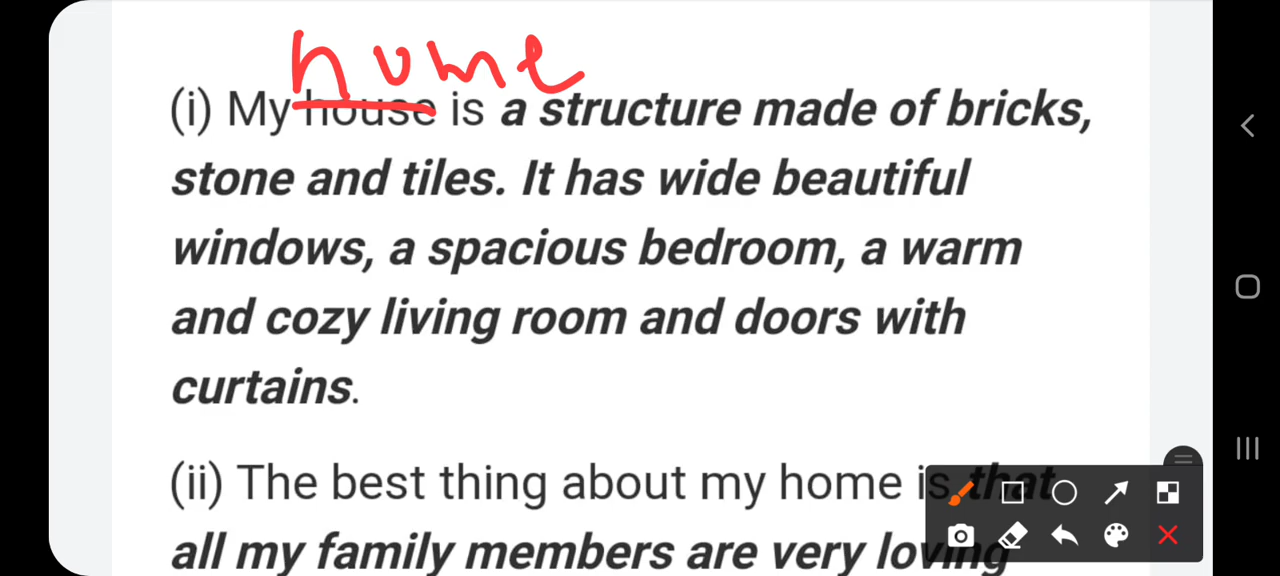 home
(i) My house is a structure made of bricks,
stone and tiles. It has wide beautiful
windows, a spacious bedroom, a warm
and cozy living room and doors with
curtains.
(ii) The best thing about my home is that
all my family members are very loving